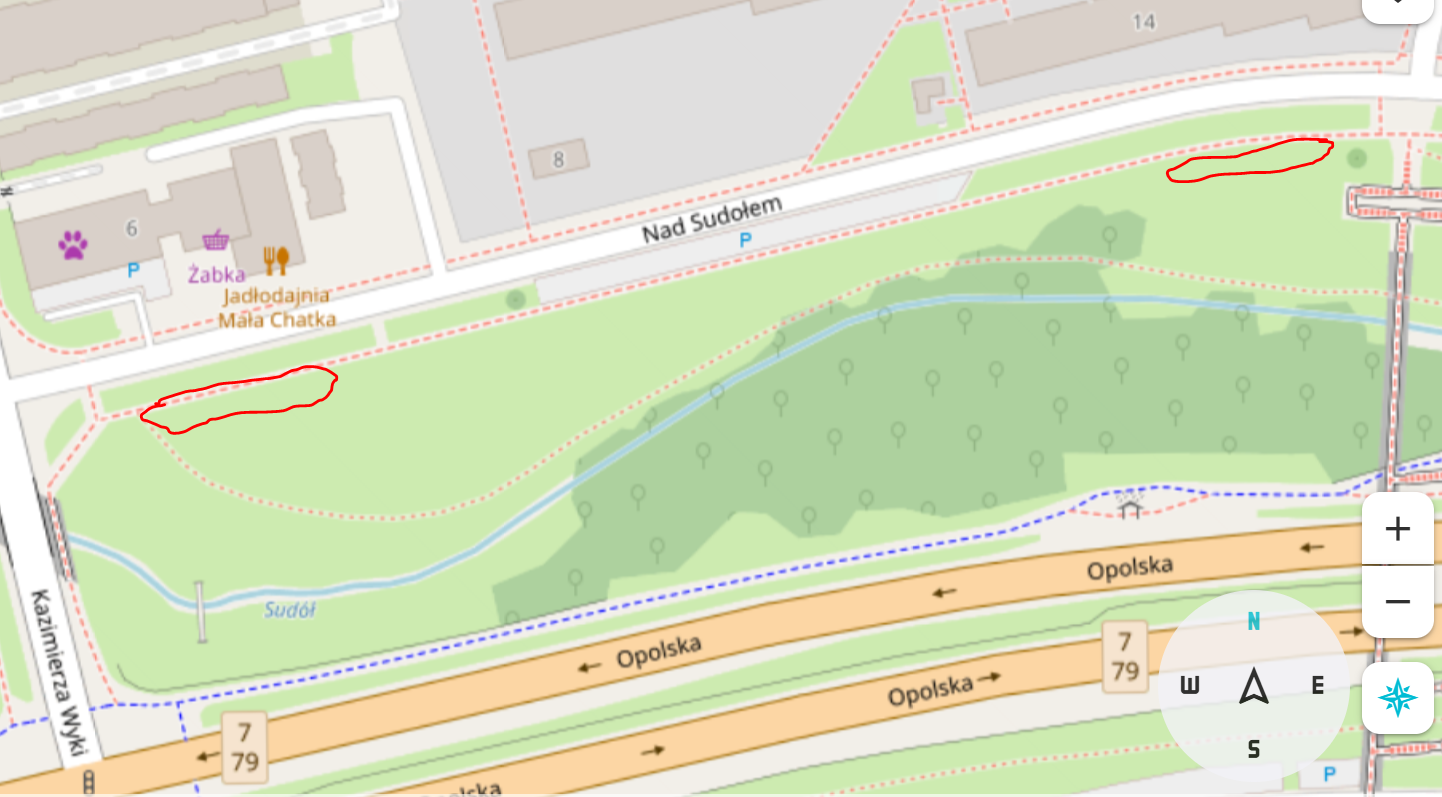 14
8
Nad Sudołem
P
6
P
Żabka
Jadłodajnia
Mała Chatka
Sudół
Kazimierza Wyki
Opolska
Opolska
Opolska
7
79
7
79
N
W
E
S
P